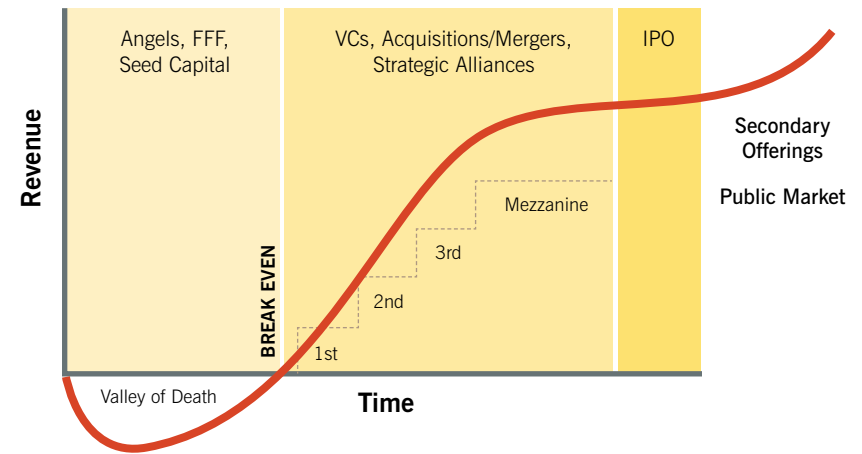 Angels, FFF,
Seed Capital
VCs, Acquisitions/Mergers,
Strategic Alliances
IPO
Revenue
BREAK EVEN
1st
2nd
3rd
Mezzanine
Secondary
Offerings
Public Market
Valley of Death
Time